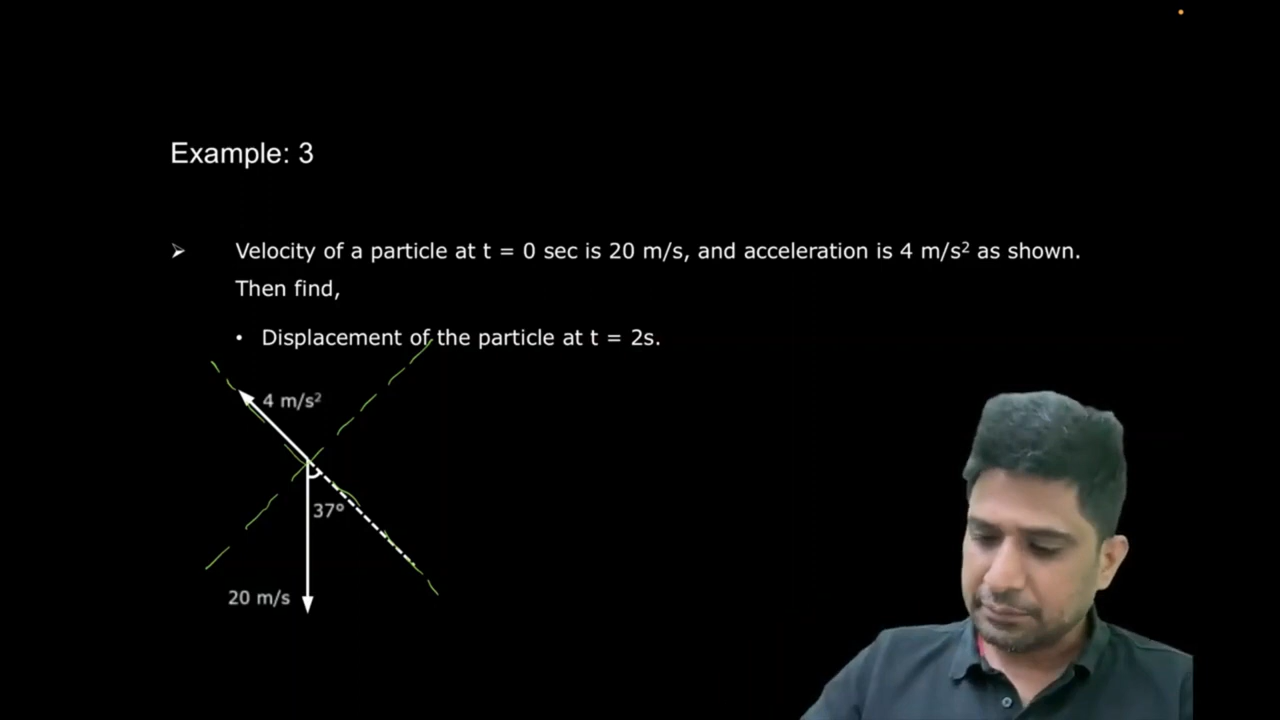 Example: 3
➢ Velocity of a particle at t = 0 sec is 20 m/s, and acceleration is 4 m/s² as shown.
Then find,
• Displacement of the particle at t = 2s.
4 m/s²
37º
20 m/s